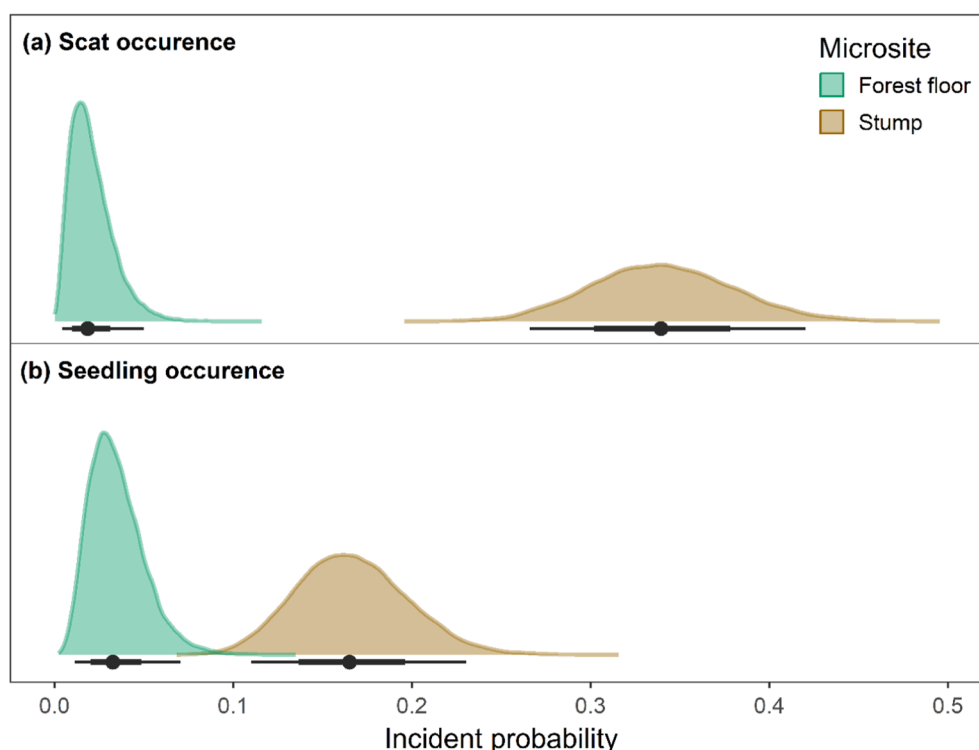 (a) Scat occurence
Microsite
Forest floor
Stump
(b) Seedling occurence
0.0 0.1 0.2 0.3 0.4 0.5
Incident probability